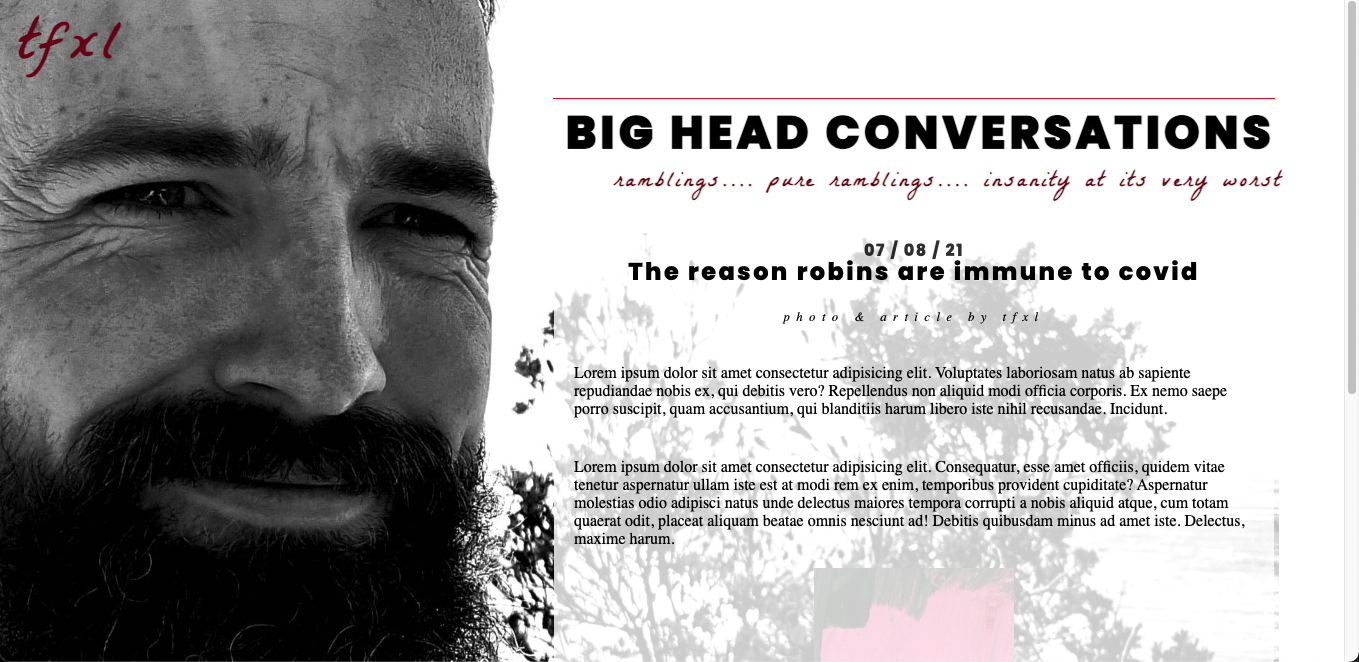 tfxl
BIG HEAD CONVERSATIONS
ramblings.... pure ramblings.... insanity at its very worst
07 / 08 / 21
The reason robins are immune to covid
photo & article by tfxl
Lorem ipsum dolor sit amet consectetur adipisicing elit. Voluptates laboriosam natus ab sapiente
repudiandae nobis ex, qui debitis vero? Repellendus non aliquid modi officia corporis. Ex nemo saepe
porro suscipit, quam accusantium, qui blanditiis harum libero iste nihil recusandae. Incidunt.
Lorem ipsum dolor sit amet consectetur adipisicing elit. Consequatur, esse amet officiis, quidem vitae
tenetur aspernatur ullam iste est at modi rem ex enim, temporibus provident cupiditate? Aspernatur
molestias odio adipisci natus unde delectus maiores tempora corrupti a nobis aliquid atque, cum totam
quaerat odit, placeat aliquam beatae omnis nesciunt ad! Debitis quibusdam minus ad amet iste. Delectus,
maxime harum.